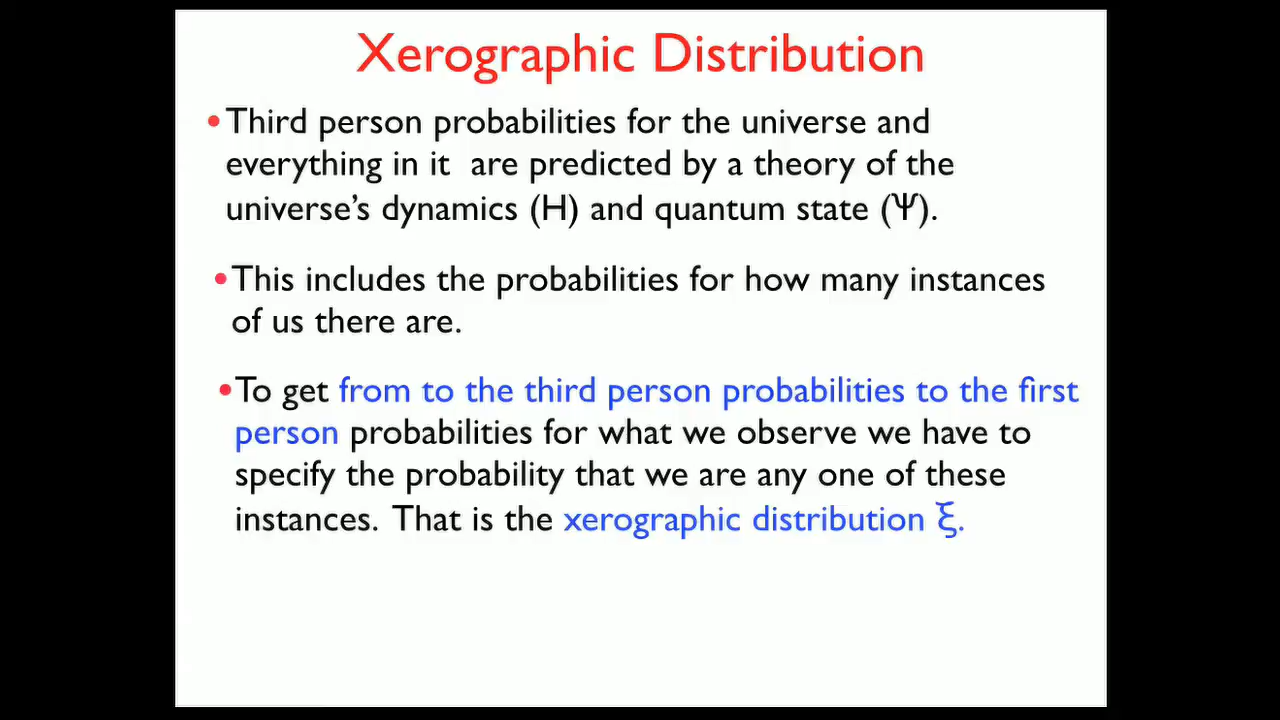 Xerographic Distribution
•Third person probabilities for the universe and
everything in it are predicted by a theory of the
universe’s dynamics (H) and quantum state (Ψ).
•This includes the probabilities for how many instances
of us there are.
•To get from to the third person probabilities to the first
person probabilities for what we observe we have to
specify the probability that we are any one of these
instances. That is the xerographic distribution ξ.